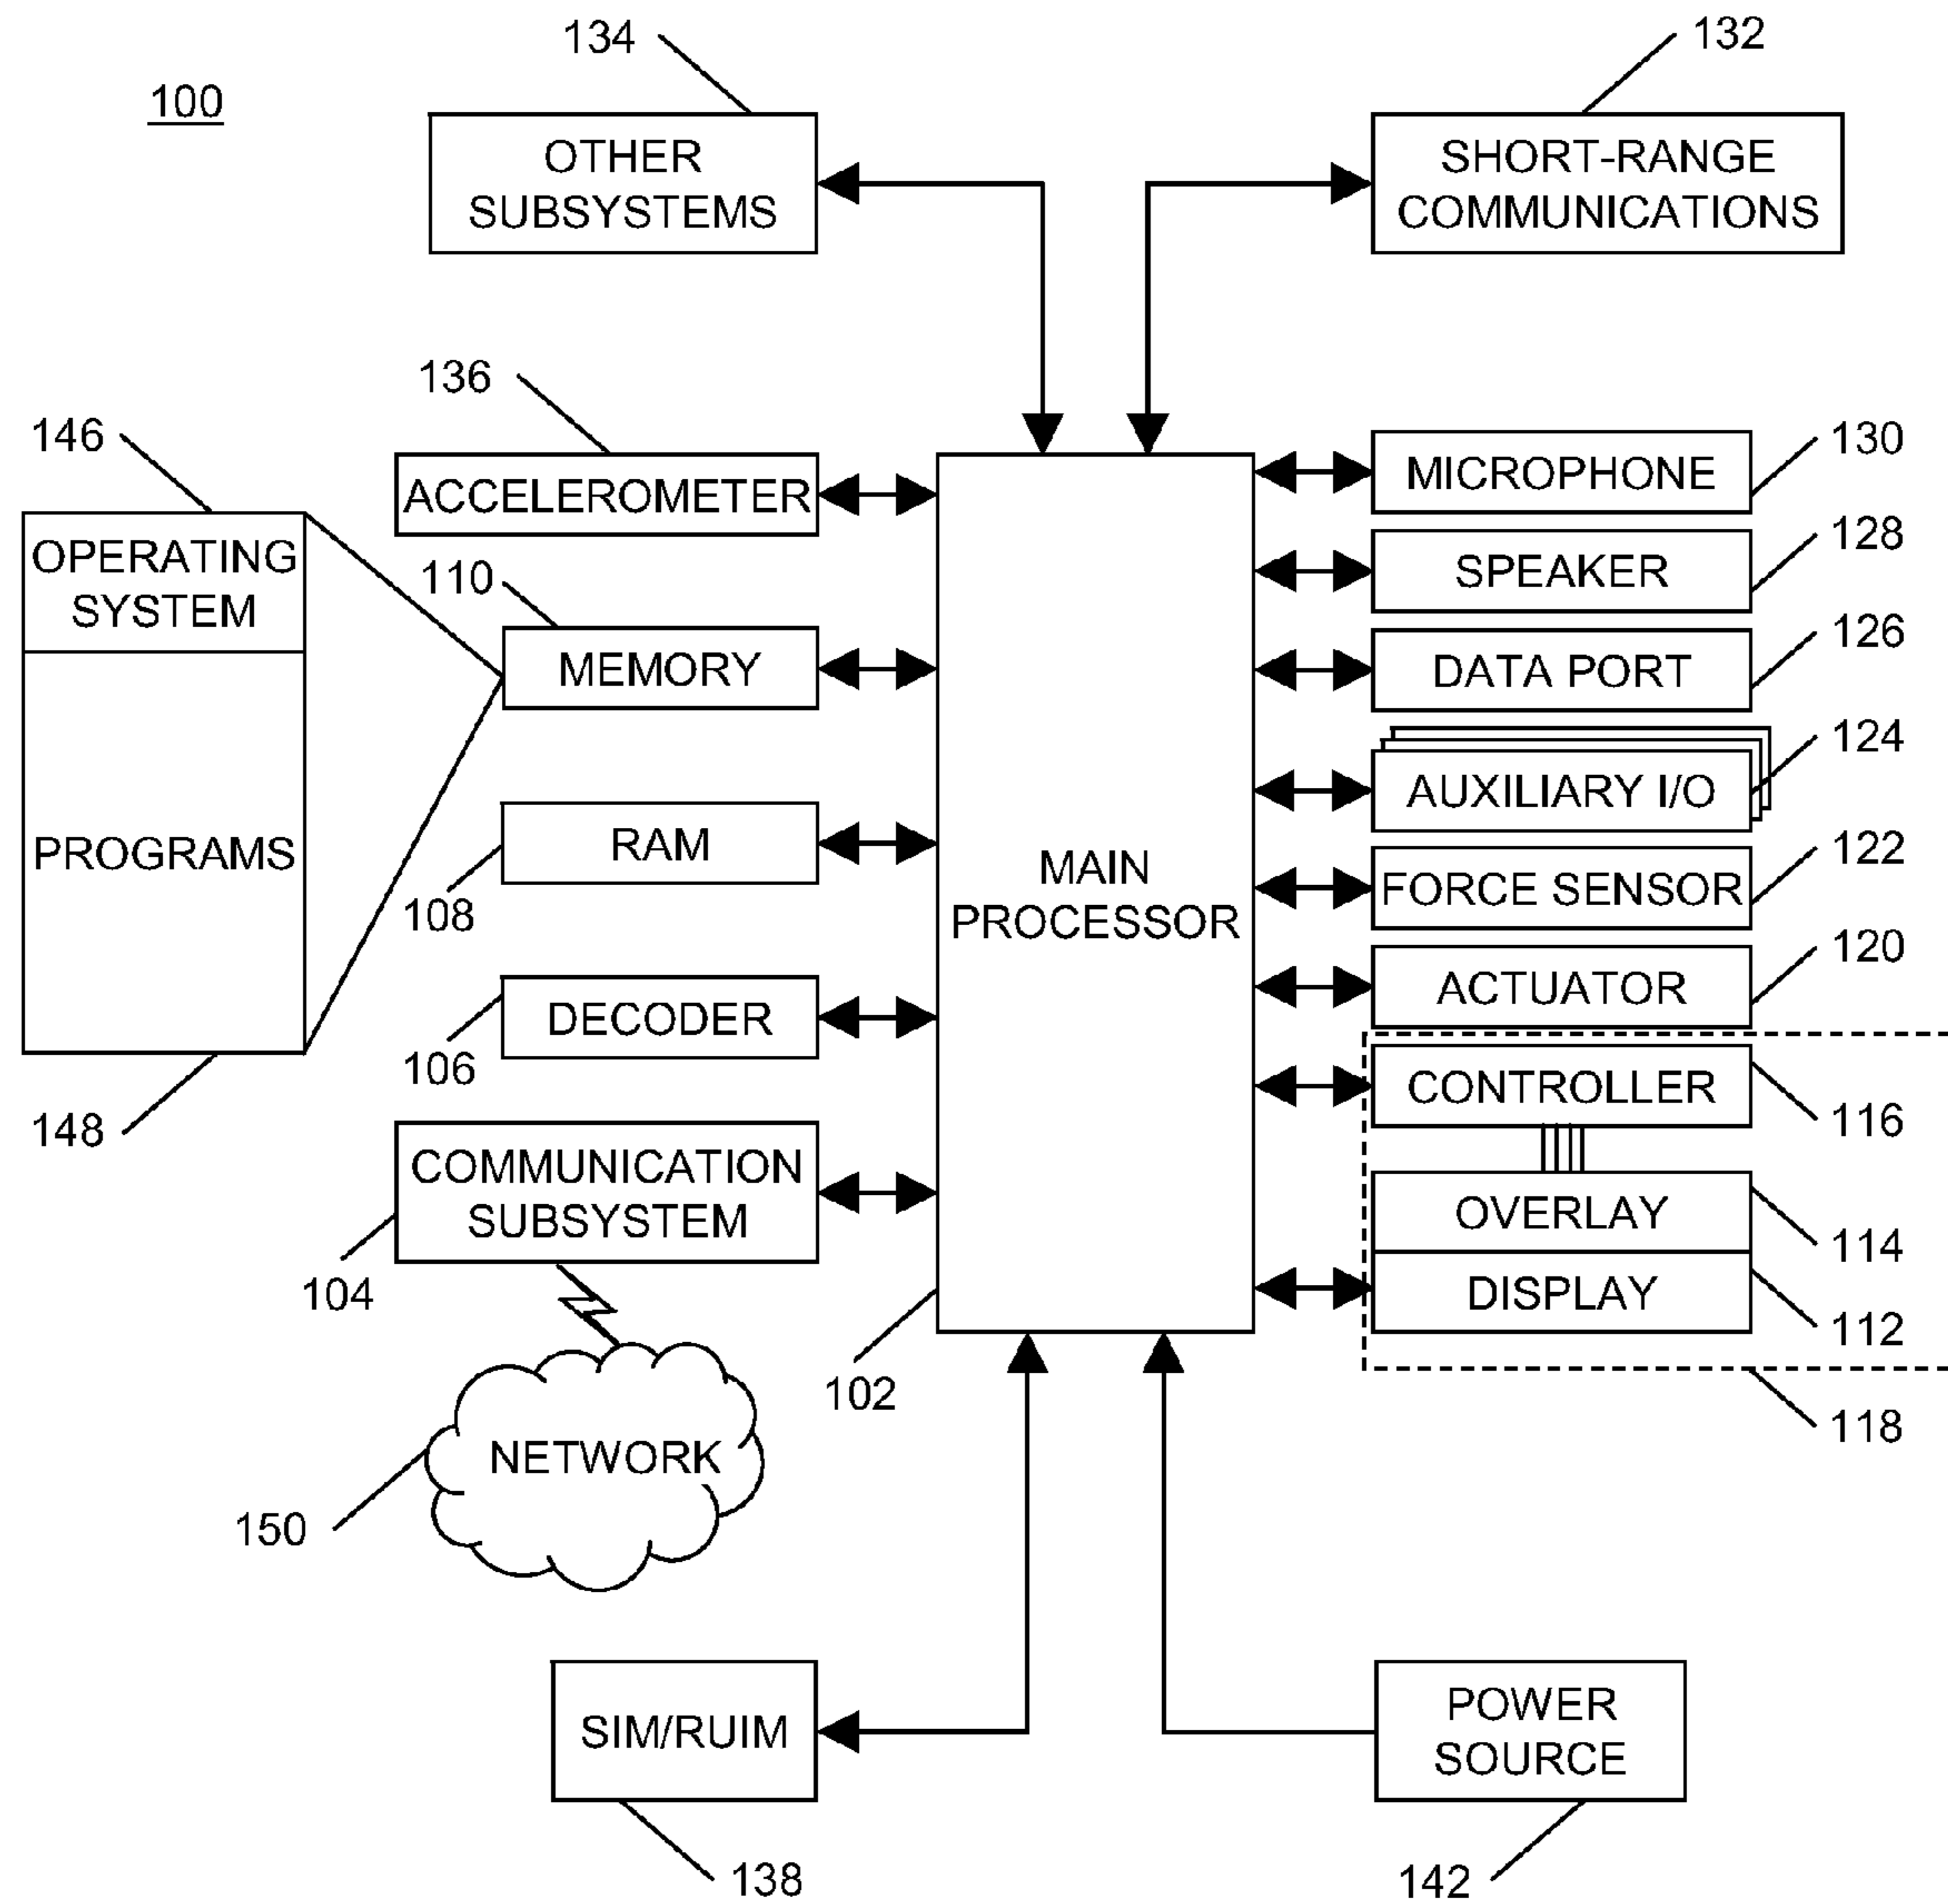 134
132
100
OTHER
SUBSYSTEMS
SHORT-RANGE
COMMUNICATIONS
136
146
ACCELEROMETER
MICROPHONE
130
OPERATING
SYSTEM
110
SPEAKER
128
MEMORY
DATA PORT
126
AUXILIARY I/O
124
PROGRAMS
RAM
108
MAIN
PROCESSOR
FORCE SENSOR
122
DECODER
106
ACTUATOR
120
148
CONTROLLER
116
COMMUNICATION
SUBSYSTEM
104
OVERLAY
114
DISPLAY
112
102
118
NETWORK
150
SIM/RUIM
POWER
SOURCE
138
142